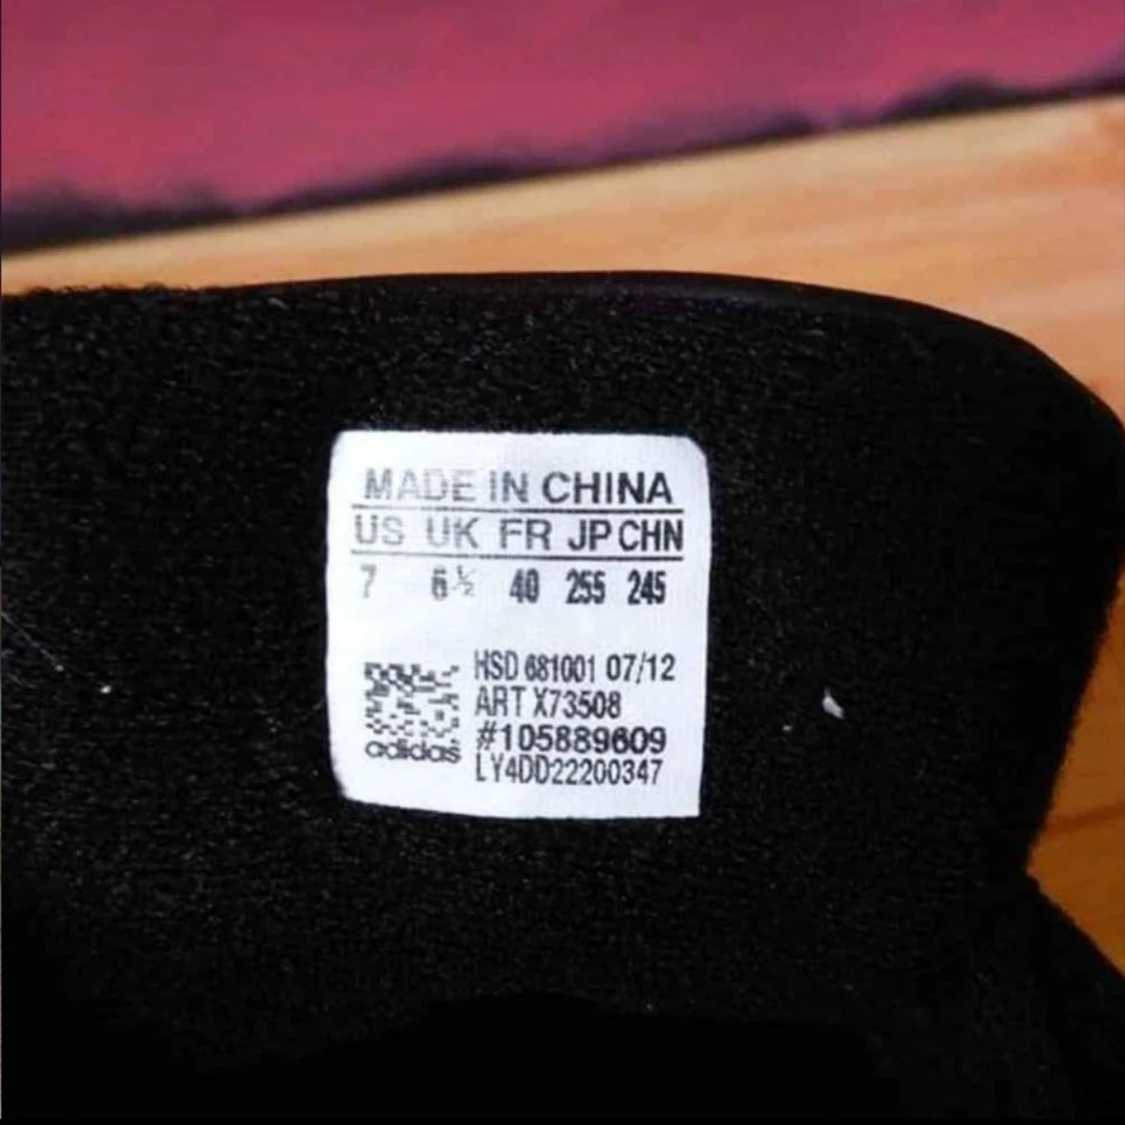 MADE IN CHINA
US UK FR JP CHN
7 6½ 40 255 245
HSD 681001 07/12
ART X73508
#105889609
adidas
LY4DD22200347